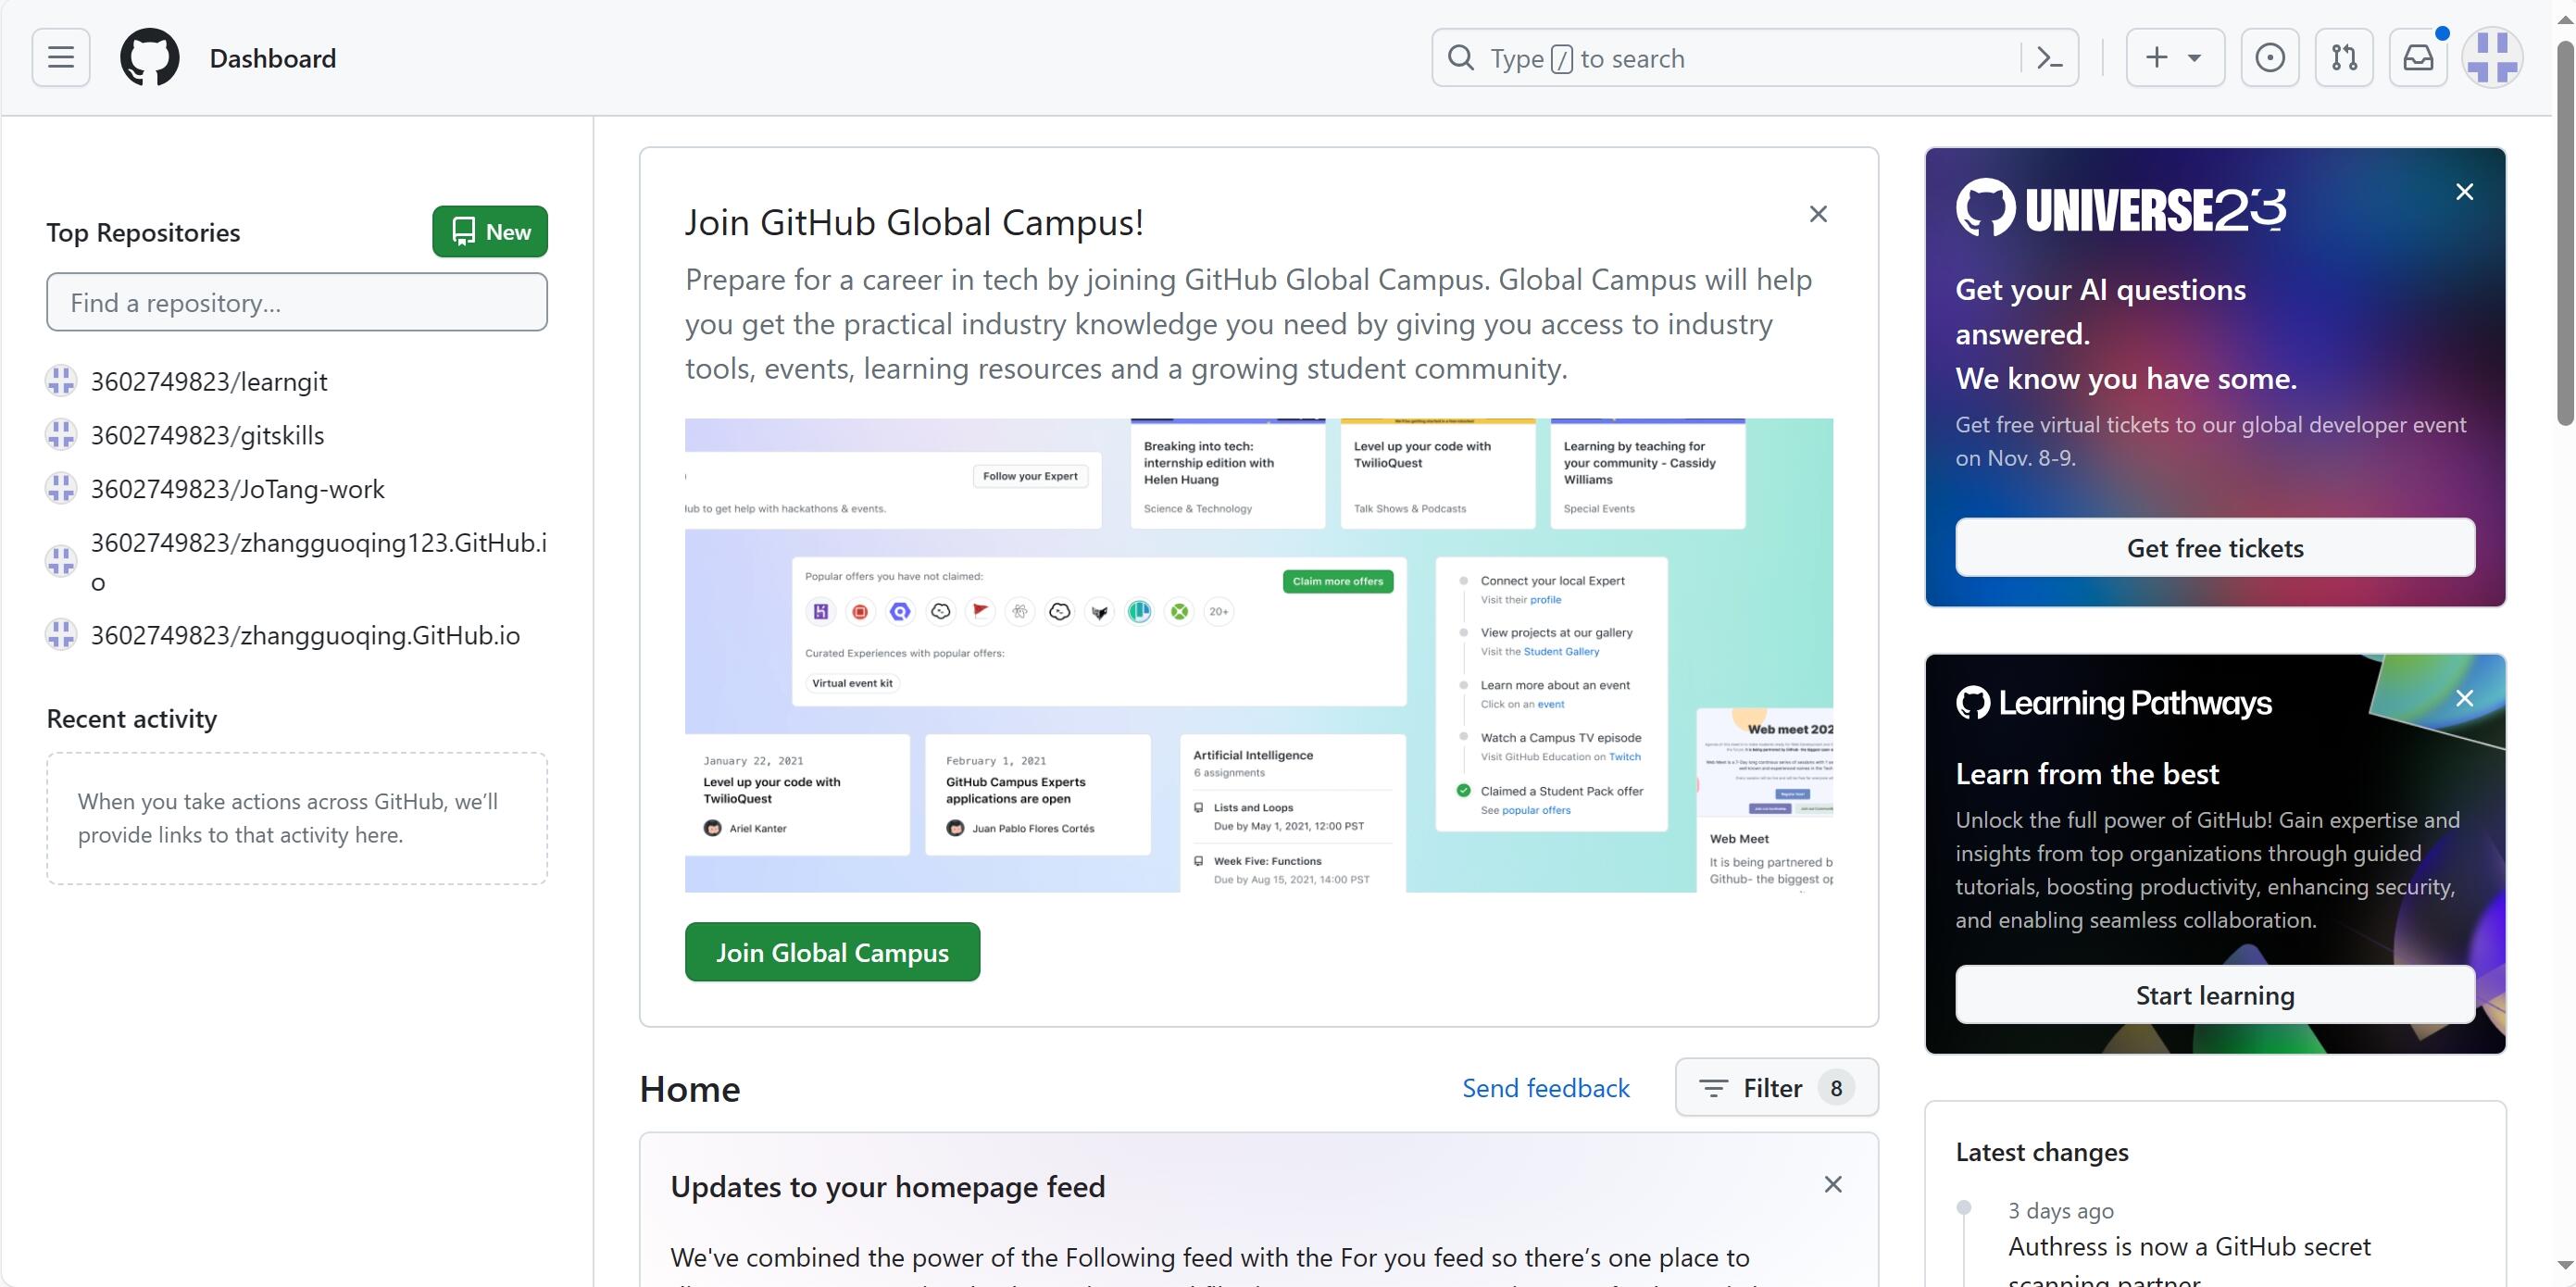 Dashboard
Type / to search
Top Repositories
New
Find a repository...
3602749823/learngit
3602749823/gitskills
3602749823/JoTang-work
3602749823/zhangguoqing123.GitHub.i
o
3602749823/zhangguoqing.GitHub.io
Recent activity
When you take actions across GitHub, we’ll
provide links to that activity here.
Join GitHub Global Campus!
Prepare for a career in tech by joining GitHub Global Campus. Global Campus will help
you get the practical industry knowledge you need by giving you access to industry
tools, events, learning resources and a growing student community.
Follow your Expert
to get help with hackathons & events.
Breaking into tech:
internship edition with
Helen Huang
Science & Technology
Level up your code with
TwilioQuest
Talk Shows & Podcasts
Learning by teaching for
your community - Cassidy
Williams
Special Events
Popular offers you have not claimed:
Claim more offers
20+
Curated Experiences with popular offers:
Virtual event kit
Connect your local Expert
Visit their profile
View projects at our gallery
Visit the Student Gallery
Learn more about an event
Click on an event
Watch a Campus TV episode
Visit GitHub Education on Twitch
Claimed a Student Pack offer
See popular offers
January 22, 2021
Level up your code with
TwilioQuest
Ariel Kanter
February 1, 2021
GitHub Campus Experts
applications are open
Juan Pablo Flores Cortés
Artificial Intelligence
6 assignments
Lists and Loops
Due by May 1, 2021, 12:00 PST
Week Five: Functions
Due by Aug 15, 2021, 14:00 PST
Web meet 202
Web Meet
It is being partnered b
Github- the biggest op
Join Global Campus
Home
Send feedback
Filter 8
Updates to your homepage feed
We've combined the power of the Following feed with the For you feed so there’s one place to
UNIVERSE23
Get your AI questions
answered.
We know you have some.
Get free virtual tickets to our global developer event
on Nov. 8-9.
Get free tickets
Learning Pathways
Learn from the best
Unlock the full power of GitHub! Gain expertise and
insights from top organizations through guided
tutorials, boosting productivity, enhancing security,
and enabling seamless collaboration.
Start learning
Latest changes
3 days ago
Authress is now a GitHub secret
scanning partner